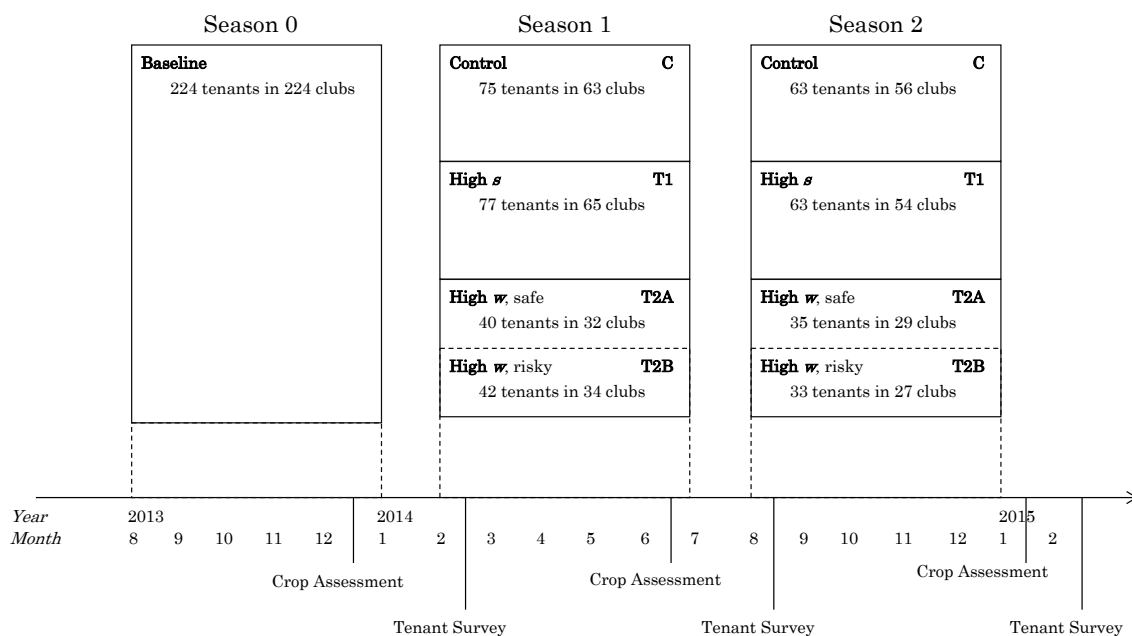 Season 0
Season 1
Season 2
Baseline
224 tenants in 224 clubs
Control C
75 tenants in 63 clubs
High s T1
77 tenants in 65 clubs
High w, safe T2A
40 tenants in 32 clubs
High w, risky T2B
42 tenants in 34 clubs
Control C
63 tenants in 56 clubs
High s T1
63 tenants in 54 clubs
High w, safe T2A
35 tenants in 29 clubs
High w, risky T2B
33 tenants in 27 clubs
Year 2013 2014 2015
Month 8 9 10 11 12 1 2 3 4 5 6 7 8 9 10 11 12 1 2
Crop Assessment Crop Assessment Crop Assessment
Tenant Survey Tenant Survey Tenant Survey